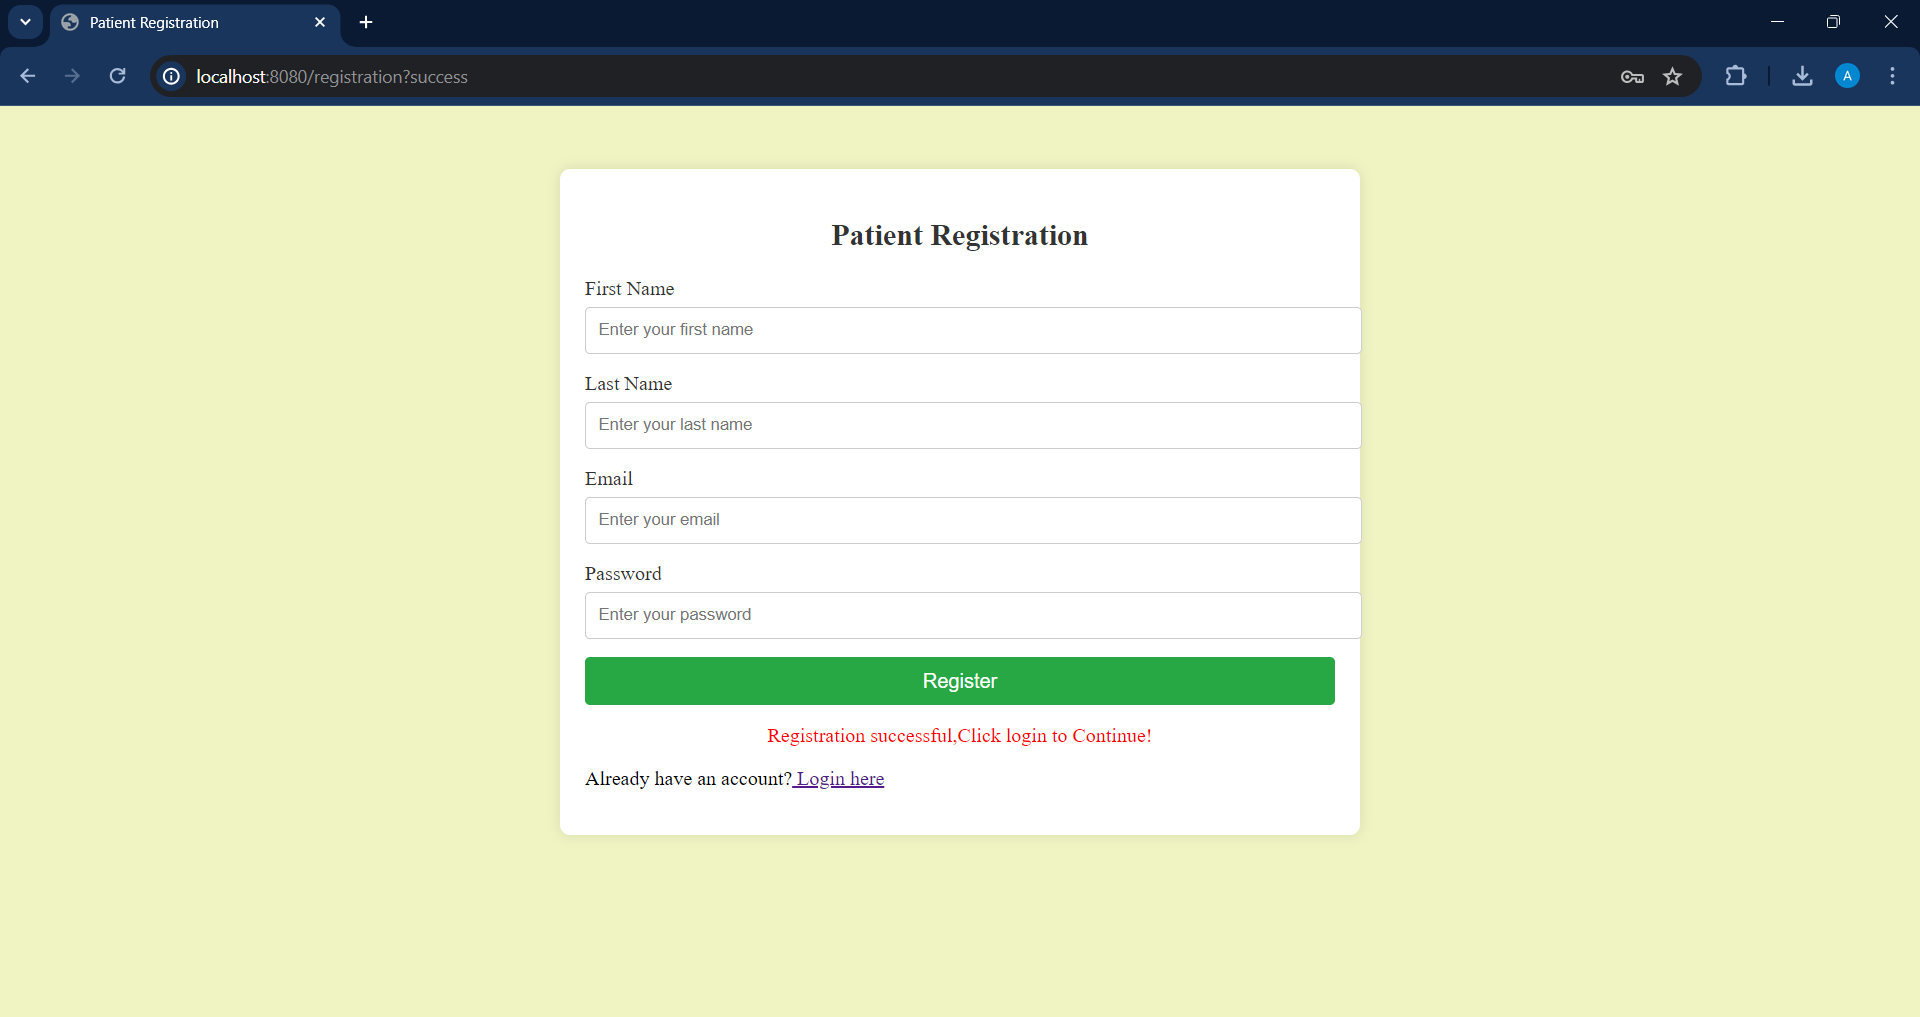 Patient Registration
localhost:8080/registration?success
A
Patient Registration
First Name
Enter your first name
Last Name
Enter your last name
Email
Enter your email
Password
Enter your password
Register
Registration successful,Click login to Continue!
Already have an account? Login here